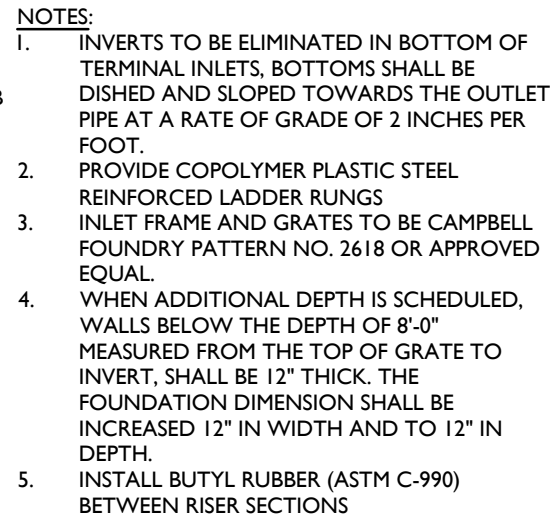 NOTES:
1. INVERTS TO BE ELIMINATED IN BOTTOM OF
TERMINAL INLETS, BOTTOMS SHALL BE
DISHED AND SLOPED TOWARDS THE OUTLET
PIPE AT A RATE OF GRADE OF 2 INCHES PER
FOOT.
2. PROVIDE COPOLYMER PLASTIC STEEL
REINFORCED LADDER RUNGS
3. INLET FRAME AND GRATES TO BE CAMPBELL
FOUNDRY PATTERN NO. 2618 OR APPROVED
EQUAL.
4. WHEN ADDITIONAL DEPTH IS SCHEDULED,
WALLS BELOW THE DEPTH OF 8'-0"
MEASURED FROM THE TOP OF GRATE TO
INVERT, SHALL BE 12" THICK. THE
FOUNDATION DIMENSION SHALL BE
INCREASED 12" IN WIDTH AND TO 12" IN
DEPTH.
5. INSTALL BUTYL RUBBER (ASTM C-990)
BETWEEN RISER SECTIONS